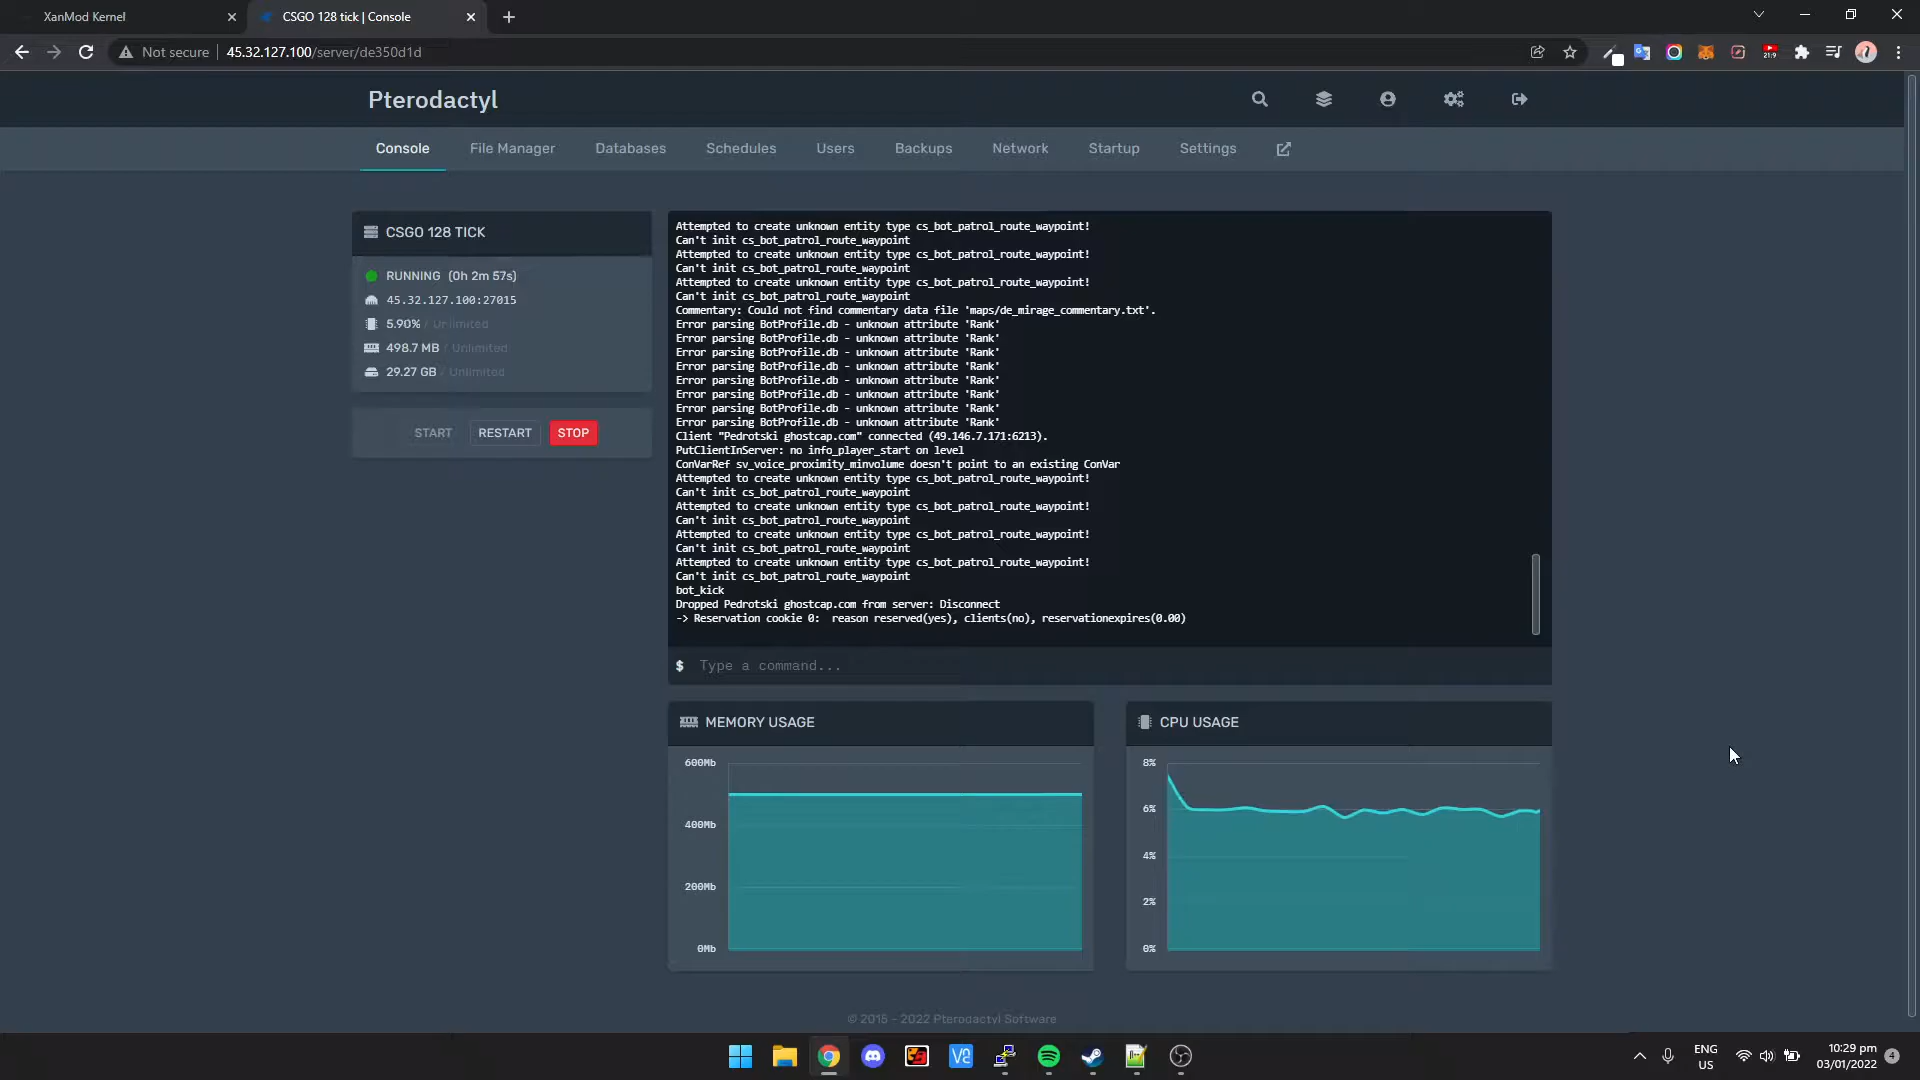 XanMod Kernel
CSGO 128 tick | Console
Not secure
45.32.127.100/server/de350d1d
21:9
Pterodactyl
Console
File Manager
Databases
Schedules
Users
Backups
Network
Startup
Settings
CSGO 128 TICK
RUNNING (0h 2m 57s)
45.32.127.100:27015
5.90% / Unlimited
498.7 MB / Unlimited
29.27 GB / Unlimited
START
RESTART
STOP
Attempted to create unknown entity type cs_bot_patrol_route_waypoint!
Can't init cs_bot_patrol_route_waypoint
Attempted to create unknown entity type cs_bot_patrol_route_waypoint!
Can't init cs_bot_patrol_route_waypoint
Attempted to create unknown entity type cs_bot_patrol_route_waypoint!
Can't init cs_bot_patrol_route_waypoint
Commentary: Could not find commentary data file 'maps/de_mirage_commentary.txt'.
Error parsing BotProfile.db - unknown attribute 'Rank'
Error parsing BotProfile.db - unknown attribute 'Rank'
Error parsing BotProfile.db - unknown attribute 'Rank'
Error parsing BotProfile.db - unknown attribute 'Rank'
Error parsing BotProfile.db - unknown attribute 'Rank'
Error parsing BotProfile.db - unknown attribute 'Rank'
Error parsing BotProfile.db - unknown attribute 'Rank'
Error parsing BotProfile.db - unknown attribute 'Rank'
Client "Pedrotski ghostcap.com" connected (49.146.7.171:6213).
PutClientInServer: no info_player_start on level
ConVarRef sv_voice_proximity_minvolume doesn't point to an existing ConVar
Attempted to create unknown entity type cs_bot_patrol_route_waypoint!
Can't init cs_bot_patrol_route_waypoint
Attempted to create unknown entity type cs_bot_patrol_route_waypoint!
Can't init cs_bot_patrol_route_waypoint
Attempted to create unknown entity type cs_bot_patrol_route_waypoint!
Can't init cs_bot_patrol_route_waypoint
Attempted to create unknown entity type cs_bot_patrol_route_waypoint!
Can't init cs_bot_patrol_route_waypoint
bot_kick
Dropped Pedrotski ghostcap.com from server: Disconnect
-> Reservation cookie 0:  reason reserved(yes), clients(no), reservationexpires(0.00)
$ Type a command...
MEMORY USAGE
600Mb
400Mb
200Mb
0Mb
CPU USAGE
8%
6%
4%
2%
0%
© 2015 - 2022 Pterodactyl Software
ENG
US
10:29 pm
03/01/2022
4